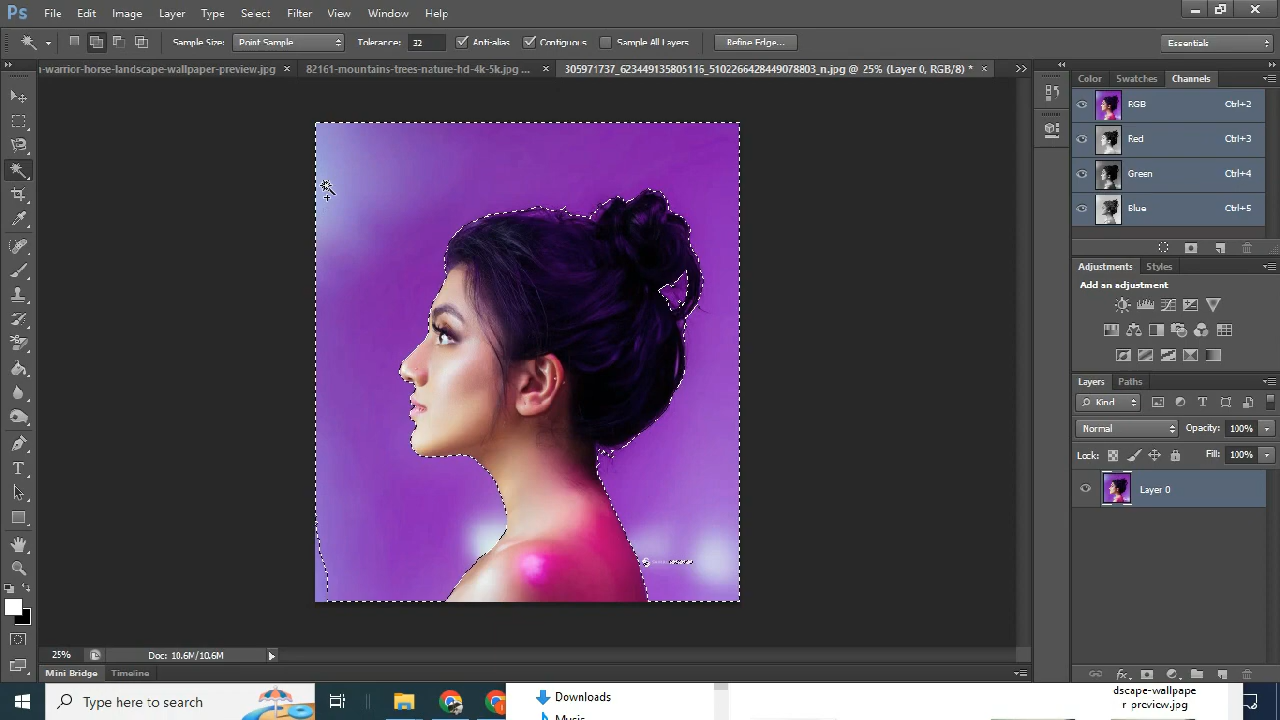 Ps File Edit Image Layer Type Select Filter View Window Help
Sample Size: Point Sample Tolerance: 32 Anti-alias Contiguous Sample All Layers Refine Edge... Essentials
-warrior-horse-landscape-wallpaper-preview.jpg × 82161-mountains-trees-nature-hd-4k-5k.jpg ... × 305971737_623449135805116_5102266428449078803_n.jpg @ 25% (Layer 0, RGB/8) * ×
Color Swatches Channels
RGB Ctrl+2
Red Ctrl+3
Green Ctrl+4
Blue Ctrl+5
Adjustments Styles
Add an adjustment
Layers Paths
Kind
Normal Opacity: 100%
Lock: Fill: 100%
Layer 0
25% Doc: 10.6M/10.6M
Mini Bridge Timeline
Type here to search
Downloads
Music
dscape-wallpape
r-preview.jpg